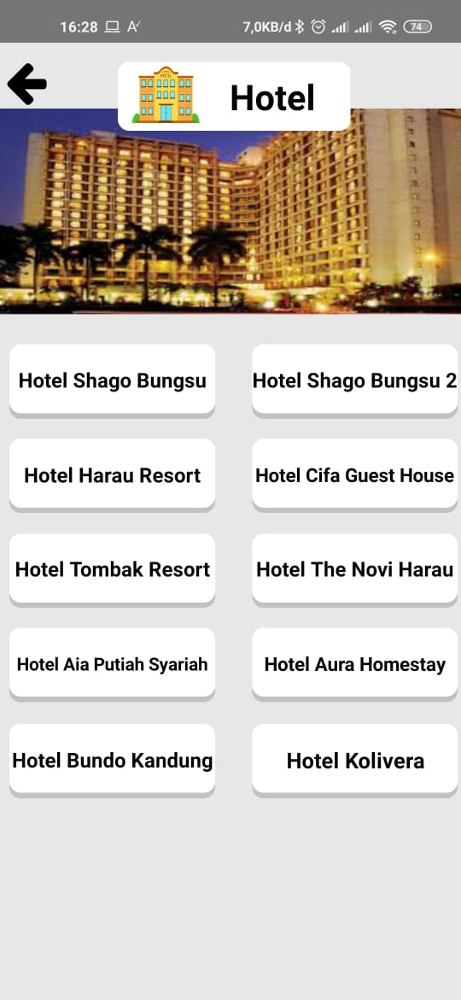 16:28 7,0KB/d 74
HOTEL
Hotel
Hotel Shago Bungsu
Hotel Shago Bungsu 2
Hotel Harau Resort
Hotel Cifa Guest House
Hotel Tombak Resort
Hotel The Novi Harau
Hotel Aia Putiah Syariah
Hotel Aura Homestay
Hotel Bundo Kandung
Hotel Kolivera